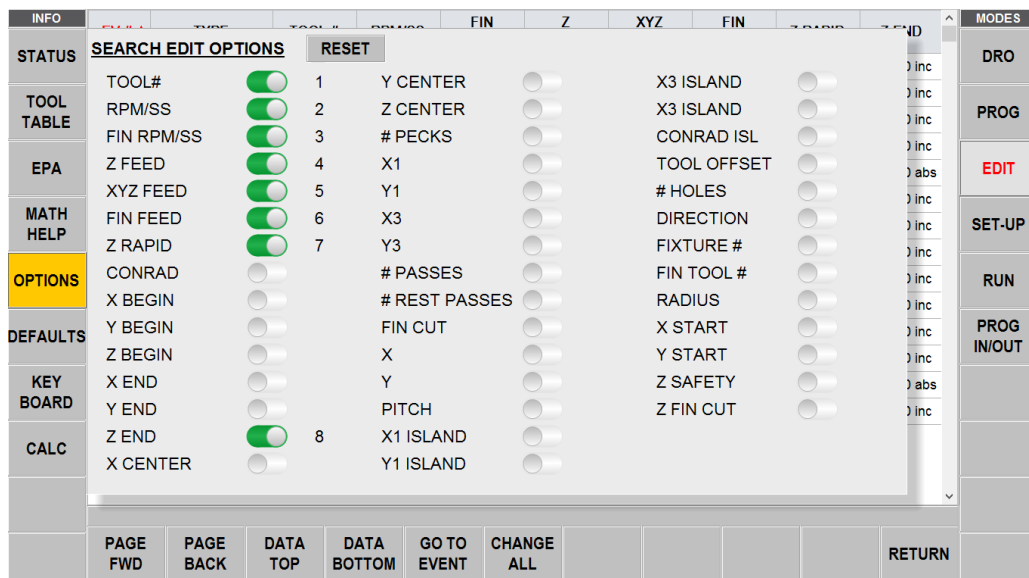 INFO
FIN
Z
XYZ
FIN
MODES
STATUS
TOOL
TABLE
EPA
MATH
HELP
OPTIONS
DEFAULTS
KEY
BOARD
CALC
SEARCH EDIT OPTIONS RESET
TOOL# 1
RPM/SS 2
FIN RPM/SS 3
Z FEED 4
XYZ FEED 5
FIN FEED 6
Z RAPID 7
CONRAD
X BEGIN
Y BEGIN
Z BEGIN
X END
Y END
Z END 8
X CENTER
Y CENTER
Z CENTER
# PECKS
X1
Y1
X3
Y3
# PASSES
# REST PASSES
FIN CUT
X
Y
PITCH
X1 ISLAND
Y1 ISLAND
X3 ISLAND
X3 ISLAND
CONRAD ISL
TOOL OFFSET
# HOLES
DIRECTION
FIXTURE #
FIN TOOL #
RADIUS
X START
Y START
Z SAFETY
Z FIN CUT
inc
inc
inc
inc
abs
inc
inc
inc
inc
inc
inc
inc
abs
inc
DRO
PROG
EDIT
SET-UP
RUN
PROG
IN/OUT
PAGE
FWD
PAGE
BACK
DATA
TOP
DATA
BOTTOM
GO TO
EVENT
CHANGE
ALL
RETURN